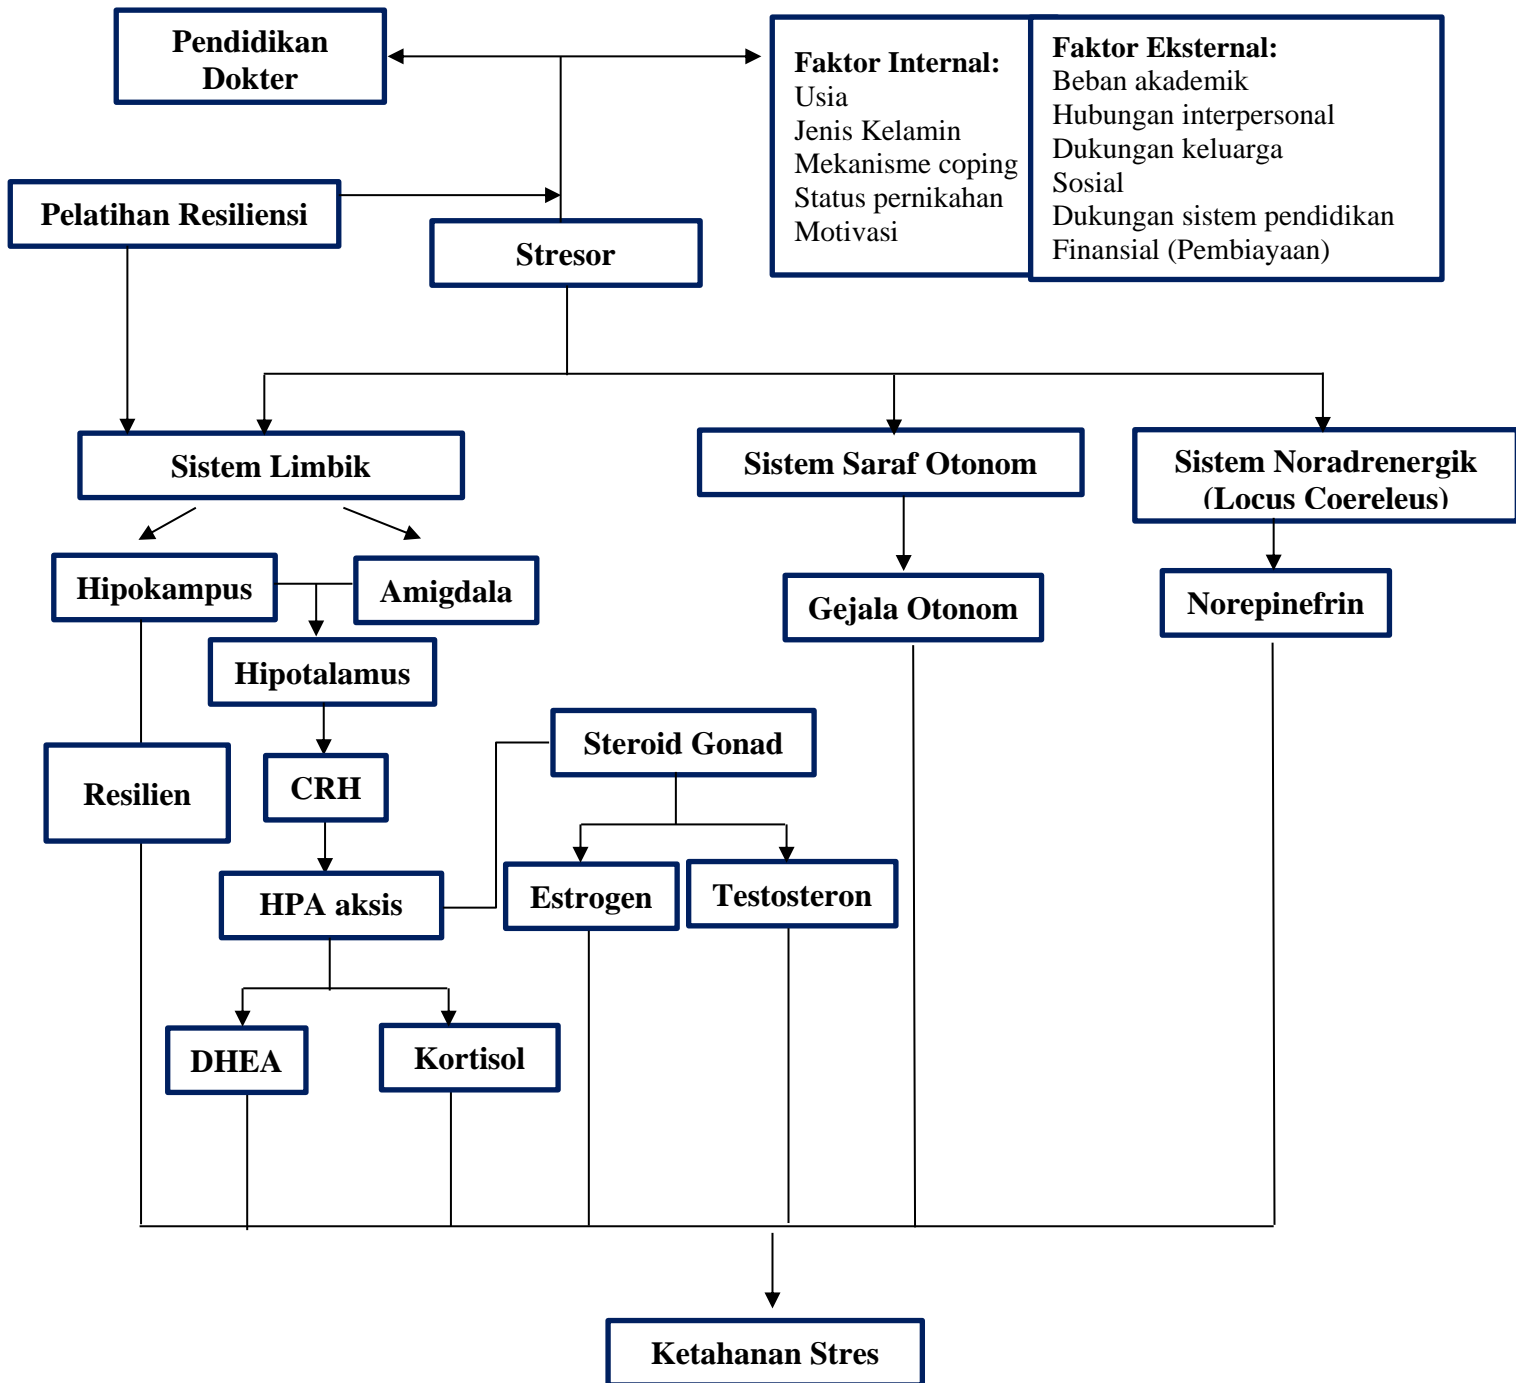 Pendidikan
Dokter
Faktor Internal:
Usia
Jenis Kelamin
Mekanisme coping
Status pernikahan
Motivasi
Faktor Eksternal:
Beban akademik
Hubungan interpersonal
Dukungan keluarga
Sosial
Dukungan sistem pendidikan
Finansial (Pembiayaan)
Pelatihan Resiliensi
Stresor
Sistem Limbik
Sistem Saraf Otonom
Sistem Noradrenergik
(Locus Coereleus)
Hipokampus
Amigdala
Gejala Otonom
Norepinefrin
Hipotalamus
Steroid Gonad
Resilien
CRH
HPA aksis
Estrogen
Testosteron
DHEA
Kortisol
Ketahanan Stres